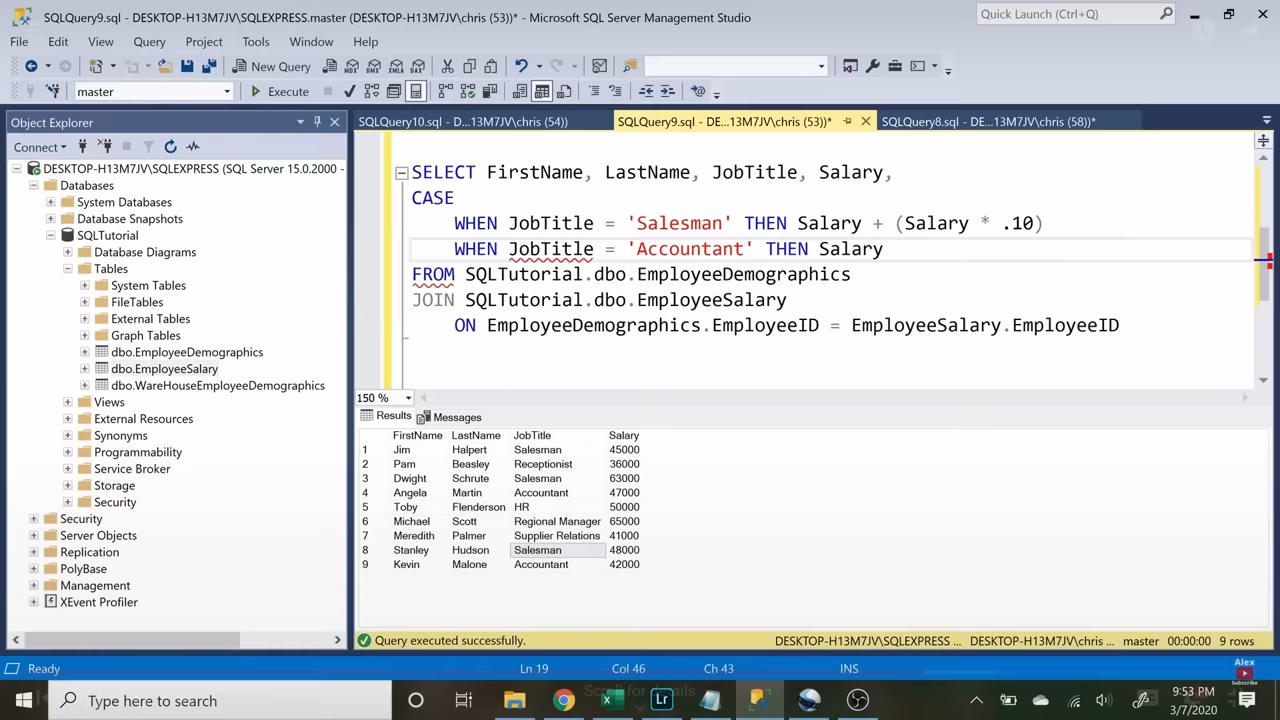 SQLQuery9.sql - DESKTOP-H13M7JV\SQLEXPRESS.master (DESKTOP-H13M7JV\chris (53))* - Microsoft SQL Server Management Studio
Quick Launch (Ctrl+Q)
File Edit View Query Project Tools Window Help
New Query
MDX DMX XMLA DAX
master
Execute
Object Explorer
SQLQuery10.sql - D...13M7JV\chris (54))
SQLQuery9.sql - DE...13M7JV\chris (53))*
SQLQuery8.sql - DE...13M7JV\chris (58))*
Connect
DESKTOP-H13M7JV\SQLEXPRESS (SQL Server 15.0.2000 -
Databases
System Databases
Database Snapshots
SQLTutorial
Database Diagrams
Tables
System Tables
FileTables
External Tables
Graph Tables
dbo.EmployeeDemographics
dbo.EmployeeSalary
dbo.WareHouseEmployeeDemographics
Views
External Resources
Synonyms
Programmability
Service Broker
Storage
Security
Security
Server Objects
Replication
PolyBase
Management
XEvent Profiler
SELECT FirstName, LastName, JobTitle, Salary,
CASE
WHEN JobTitle = 'Salesman' THEN Salary + (Salary * .10)
WHEN JobTitle = 'Accountant' THEN Salary
FROM SQLTutorial.dbo.EmployeeDemographics
JOIN SQLTutorial.dbo.EmployeeSalary
ON EmployeeDemographics.EmployeeID = EmployeeSalary.EmployeeID
150 %
Results Messages
FirstName LastName JobTitle Salary
1 Jim Halpert Salesman 45000
2 Pam Beasley Receptionist 36000
3 Dwight Schrute Salesman 63000
4 Angela Martin Accountant 47000
5 Toby Flenderson HR 50000
6 Michael Scott Regional Manager 65000
7 Meredith Palmer Supplier Relations 41000
8 Stanley Hudson Salesman 48000
9 Kevin Malone Accountant 42000
Query executed successfully.
DESKTOP-H13M7JV\SQLEXPRESS ... DESKTOP-H13M7JV\chris ... master 00:00:00 9 rows
Ready
Ln 19 Col 46 Ch 43 INS
Alex
Subscribe
Scroll for details
Type here to search
Lr
9:53 PM
3/7/2020